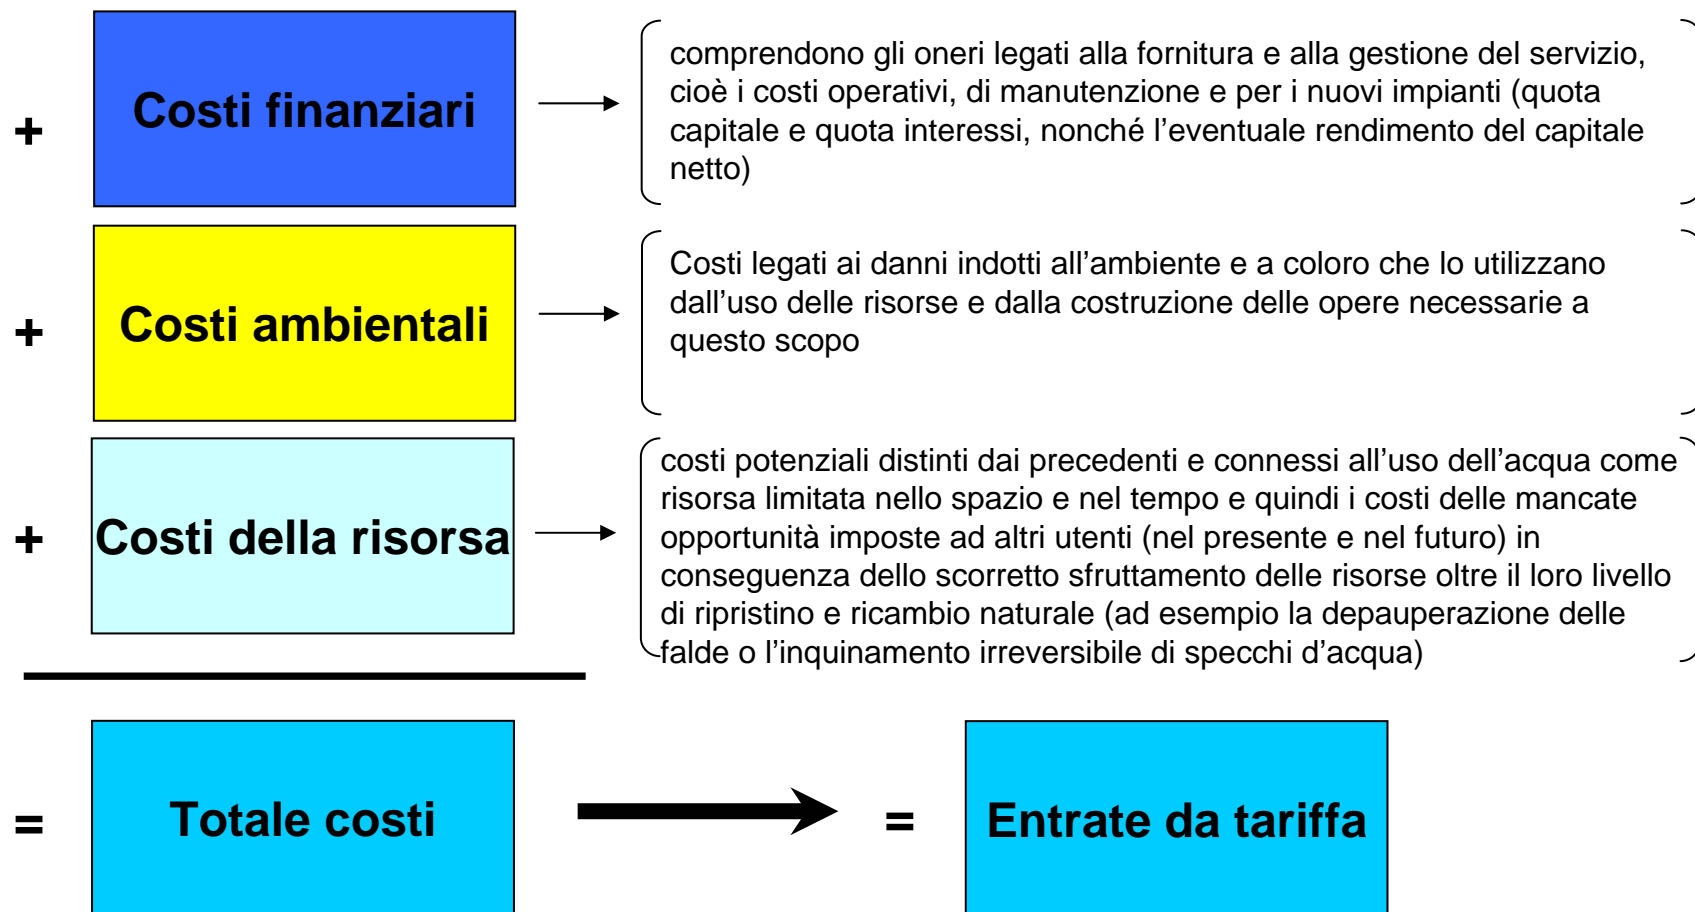 +
Costi finanziari
comprendono gli oneri legati alla fornitura e alla gestione del servizio,
cioè i costi operativi, di manutenzione e per i nuovi impianti (quota
capitale e quota interessi, nonché l’eventuale rendimento del capitale
netto)
+
Costi ambientali
Costi legati ai danni indotti all’ambiente e a coloro che lo utilizzano
dall’uso delle risorse e dalla costruzione delle opere necessarie a
questo scopo
+
Costi della risorsa
costi potenziali distinti dai precedenti e connessi all’uso dell’acqua come
risorsa limitata nello spazio e nel tempo e quindi i costi delle mancate
opportunità imposte ad altri utenti (nel presente e nel futuro) in
conseguenza dello scorretto sfruttamento delle risorse oltre il loro livello
di ripristino e ricambio naturale (ad esempio la depauperazione delle
falde o l’inquinamento irreversibile di specchi d’acqua)
=
Totale costi
=
Entrate da tariffa